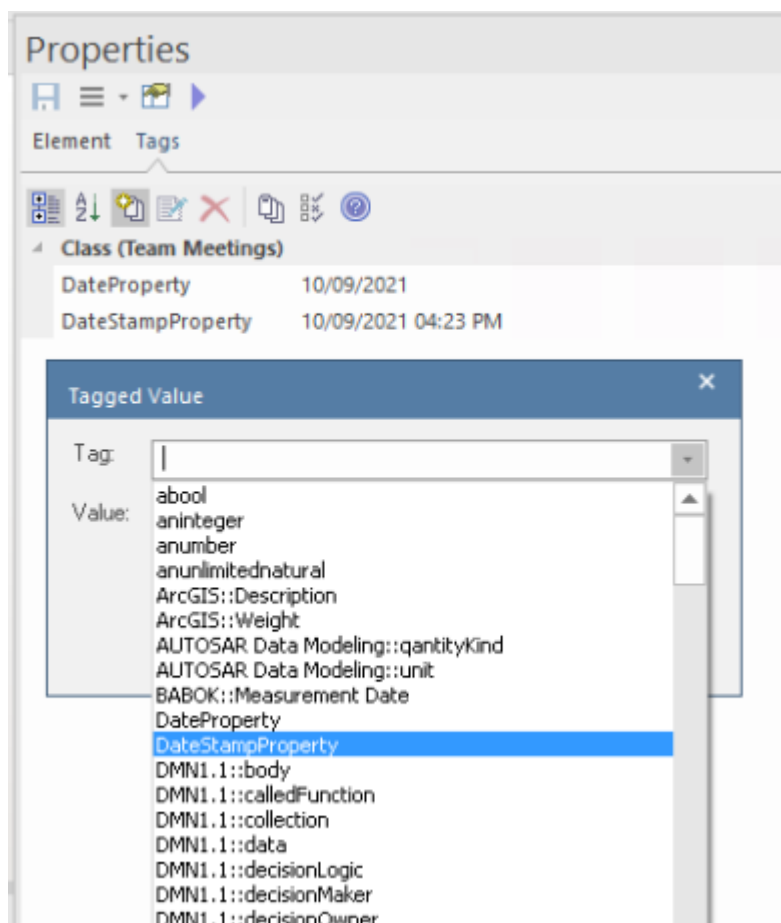 Properties
Element Tags
Class (Team Meetings)
DateProperty 10/09/2021
DateStampProperty 10/09/2021 04:23 PM
Tagged Value
Tag:
Value:
abool
aninteger
anumber
anunlimitednatural
ArcGIS::Description
ArcGIS::Weight
AUTOSAR Data Modeling::qantityKind
AUTOSAR Data Modeling::unit
BABOK::Measurement Date
DateProperty
DateStampProperty
DMN1.1::body
DMN1.1::calledFunction
DMN1.1::collection
DMN1.1::data
DMN1.1::decisionLogic
DMN1.1::decisionMaker
DMN1.1::decisionOwner